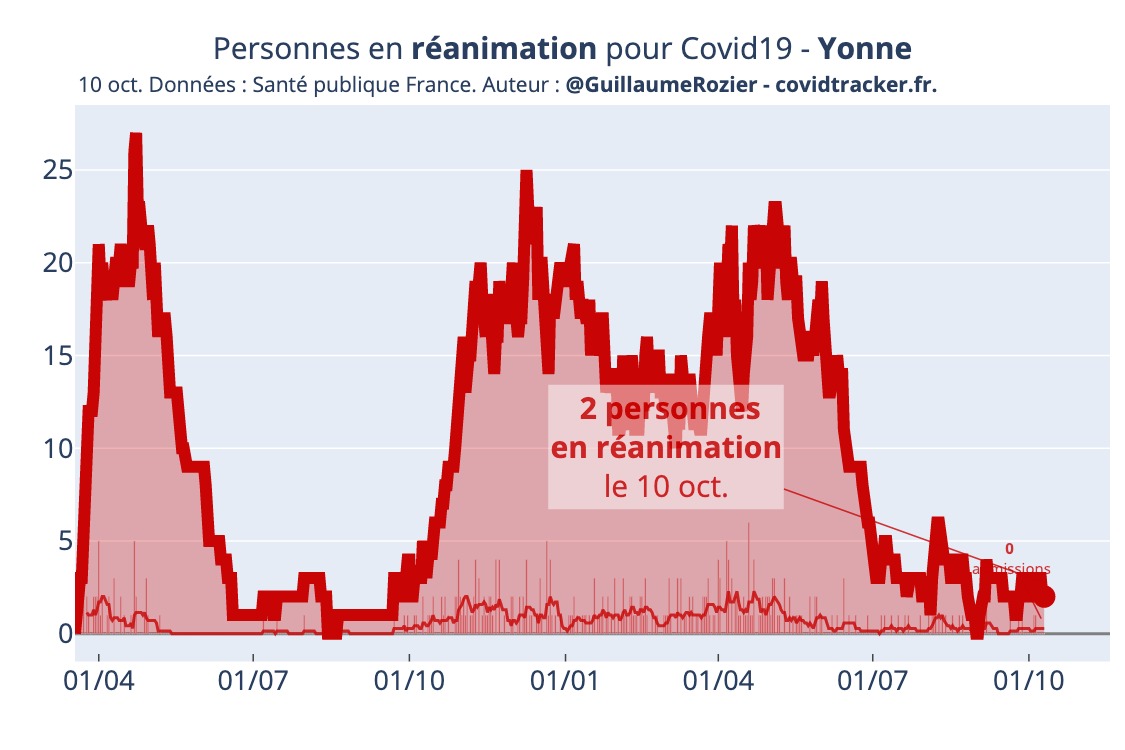 Personnes en réanimation pour Covid19 - Yonne
10 oct. Données : Santé publique France. Auteur : @GuillaumeRozier - covidtracker.fr.
25
20
15
10
5
0
2 personnes
en réanimation
le 10 oct.
0
admissions
01/04
01/07
01/10
01/01
01/04
01/07
01/10